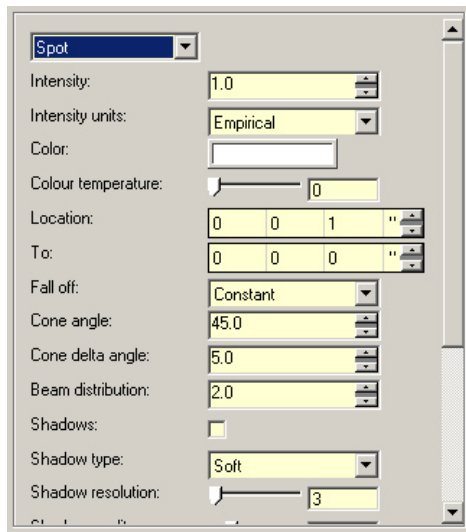 Spot
Intensity: 1.0
Intensity units: Empirical
Color:
Colour temperature: 0
Location: 0 0 1 "
To: 0 0 0 "
Fall off: Constant
Cone angle: 45.0
Cone delta angle: 5.0
Beam distribution: 2.0
Shadows:
Shadow type: Soft
Shadow resolution: 3